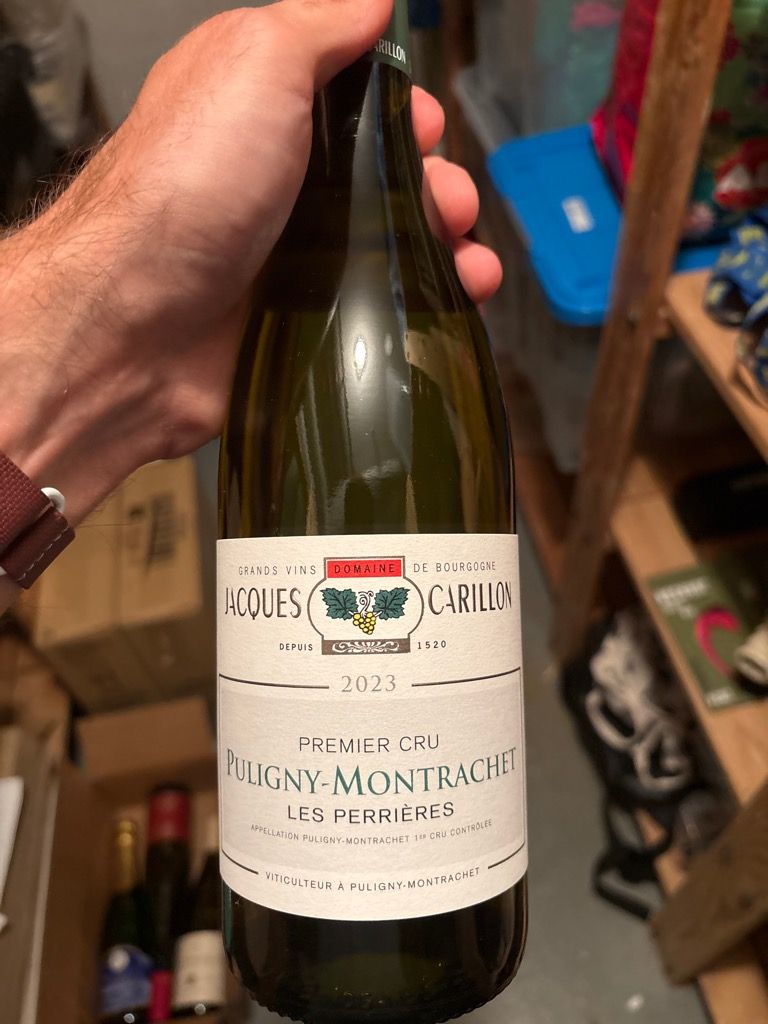 ARILLON
GRANDS VINS DOMAINE DE BOURGOGNE
JACQUES CARILLON
DEPUIS 1520
2023
PREMIER CRU
PULIGNY-MONTRACHET
LES PERRIÈRES
APPELLATION PULIGNY-MONTRACHET 1ER CRU CONTRÔLÉE
VITICULTEUR À PULIGNY-MONTRACHET